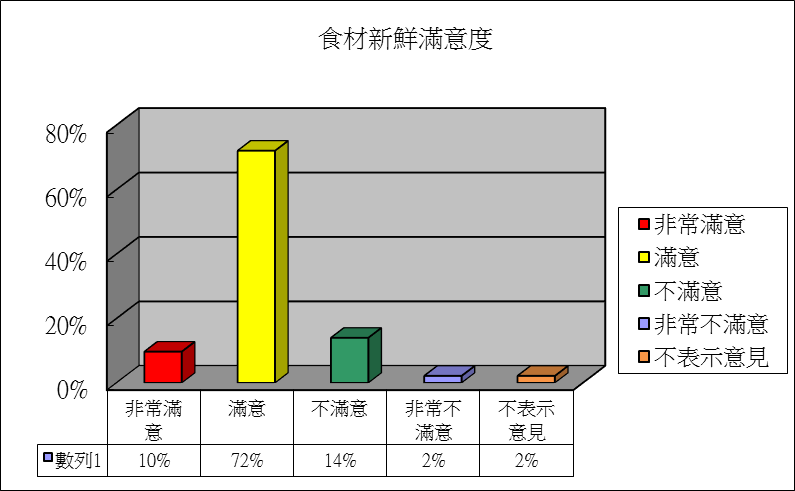 食材新鮮滿意度
80%
60%
40%
20%
0%
非常滿
意
滿意
不滿意
非常不
滿意
不表示
意見
數列1
10%
72%
14%
2%
2%
非常滿意
滿意
不滿意
非常不滿意
不表示意見